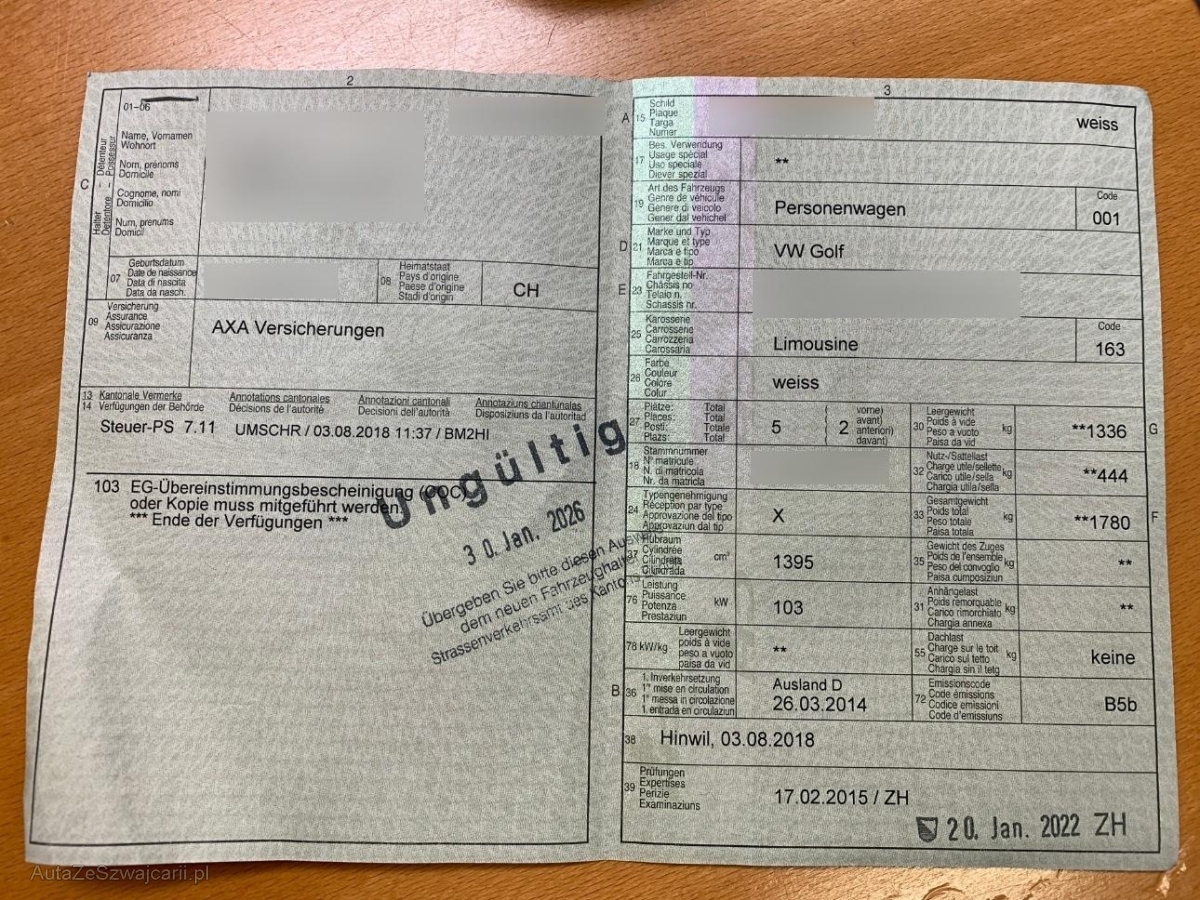 2
01-06
C
Halter - Détenteur
Detentore - Possessur
Name, Vornamen
Wohnort
Nom, prénoms
Domicile
Cognome, nomi
Domicilio
Num, prenums
Domicil
07
Geburtsdatum
Date de naissance
Data di nascita
Data da nasch.
08
Heimatstaat
Pays d'origine
Paese d'origine
Stadi d'origin
CH
09
Versicherung
Assurance
Assicurazione
Assicuranza
AXA Versicherungen
13 Kantonale Vermerke Annotations cantonales Annotazioni cantonali Annotaziuns chantunalas
14 Verfügungen der Behörde Décisions de l'autorité Decisioni dell'autorità Disposiziuns da l'autoritad
Steuer-PS 7.11 UMSCHR / 03.08.2018 11:37 / BM2HI
103 EG-Übereinstimmungsbescheinigung (COC)
oder Kopie muss mitgeführt werden.
*** Ende der Verfügungen ***
Ungültig
30. Jan. 2026
Übergeben Sie bitte diesen
dem neuen Fahrzeughalter
Strassenverkehrsamt des Kantons
AutaZeSzwajcarii.pl
3
A 15
Schild
Plaque
Targa
Numer
weiss
17
Bes. Verwendung
Usage spécial
Uso speciale
Diever spezial
**
19
Art des Fahrzeugs
Genre de véhicule
Genere di veicolo
Gener dal vehichel
Personenwagen
Code
001
D 21
Marke und Typ
Marque et type
Marca e tipo
Marca e tip
VW Golf
E 23
Fahrgestell-Nr.
Châssis no
Telaio n.
Schassis nr.
25
Karosserie
Carrosserie
Carrozzeria
Carossaria
Limousine
Code
163
26
Farbe
Couleur
Colore
Colur
weiss
27
Plätze: Total
Places: Total
Posti: Totale
Plazs: Total
5
2
vorne)
avant)
anteriori)
davant)
30
Leergewicht
Poids à vide
Peso a vuoto
Paisa da vid
kg
**1336
G
18
Stammnummer
N° matricule
N. di matricola
Nr. da matricla
32
Nutz-/Sattellast
Charge utile/sellette
Carico utile/sella
Chargia utila/sella
kg
**444
24
Typengenehmigung
Réception par type
Approvazione del tipo
Approvaziun dal tip
X
33
Gesamtgewicht
Poids total
Peso totale
Paisa totala
kg
**1780
F
37
Hubraum
Cylindrée
Cilindrata
Cilindrada
cm³
1395
35
Gewicht des Zuges
Poids de l'ensemble
Peso del convoglio
Paisa cumposiziun
kg
**
76
Leistung
Puissance
Potenza
Prestaziun
kW
103
31
Anhängelast
Poids remorquable
Carico rimorchiato
Chargia annexa
kg
**
78 kW/kg
Leergewicht
poids à vide
peso a vuoto
paisa da vid
**
55
Dachlast
Charge sur le toit
Carico sul tetto
Chargia sin il tetg
kg
keine
B 36
1. Inverkehrsetzung
1re mise en circulation
1a messa in circolazione
1. entrada en circulaziun
Ausland D
26.03.2014
72
Emissionscode
Code émissions
Codice emissioni
Code d'emissiuns
B5b
38
Hinwil, 03.08.2018
39
Prüfungen
Expertises
Perizie
Examinaziuns
17.02.2015 / ZH
20. Jan. 2022 ZH